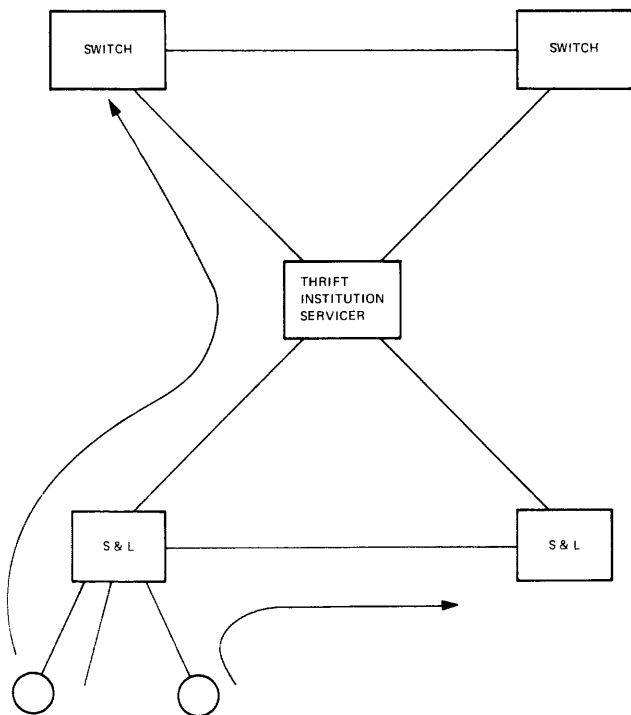 SWITCH
SWITCH
THRIFT
INSTITUTION
SERVICER
S & L
S & L